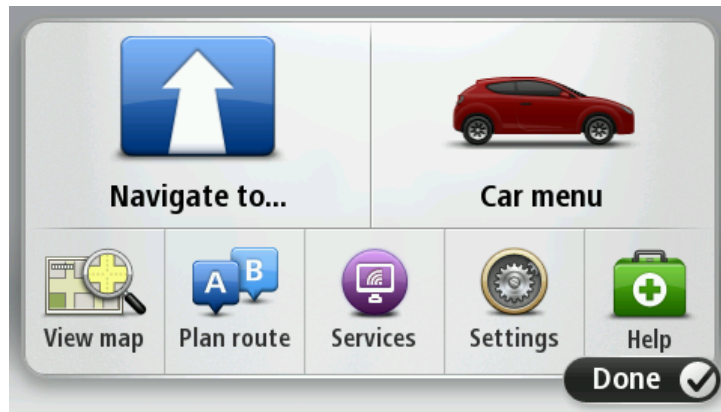 Navigate to...
Car menu
A B
View map
Plan route
Services
Settings
Help
Done